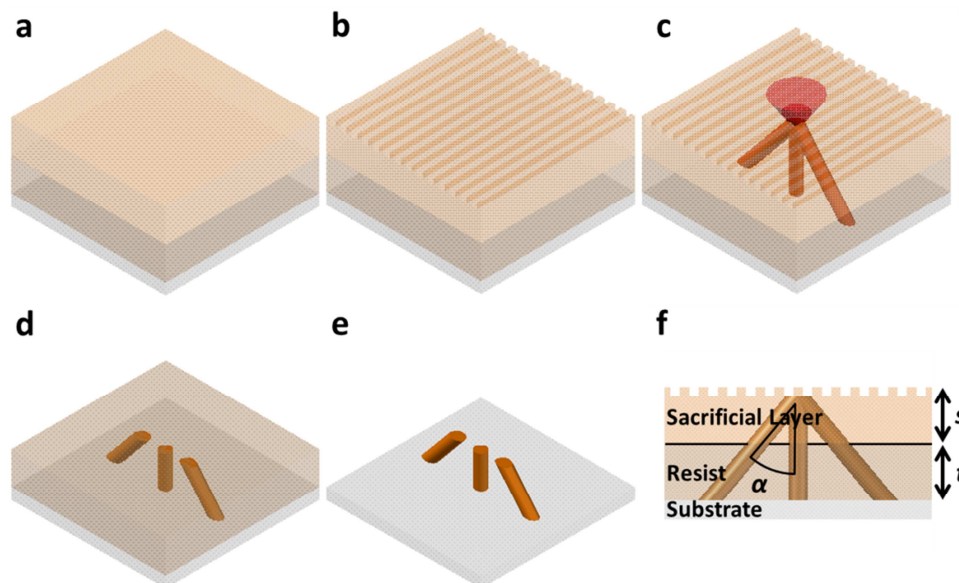 a
b
c
d
e
f
Sacrificial Layer
s
Resist
α
t
Substrate